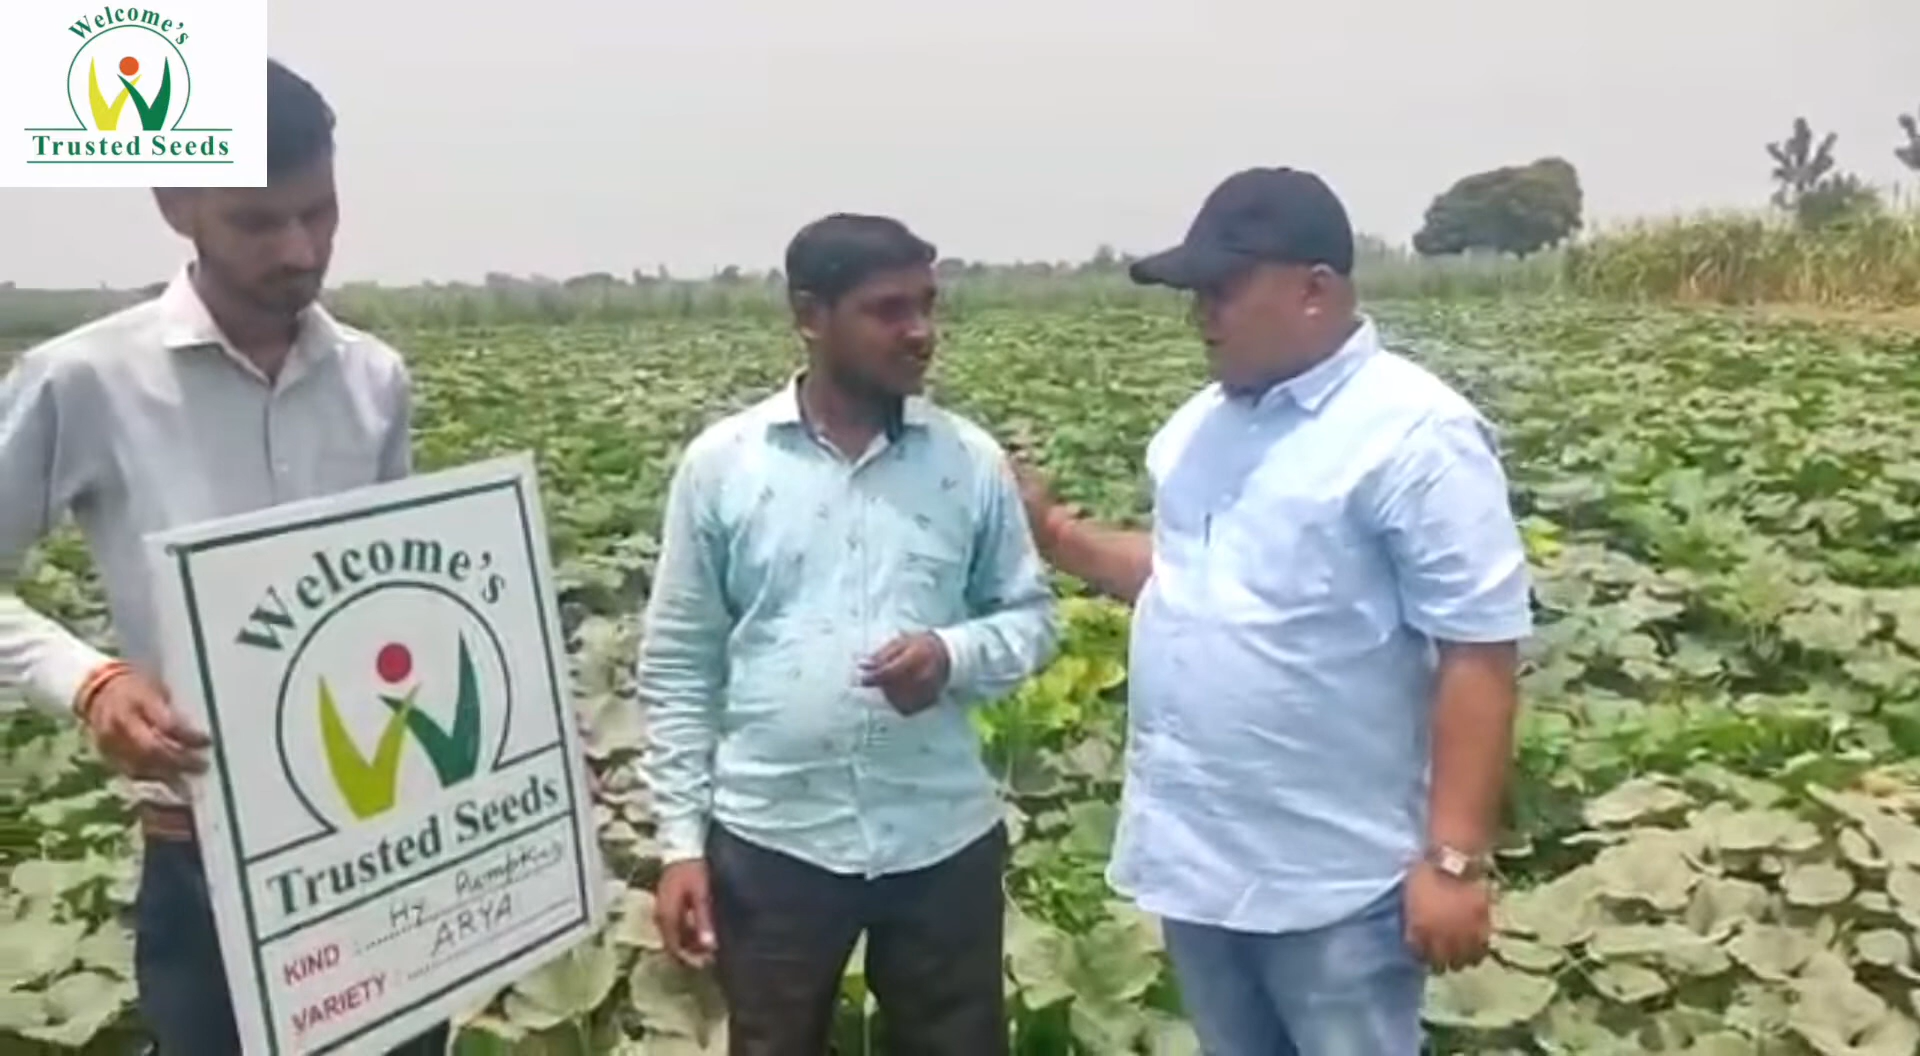 Welcome's
Trusted Seeds
Welcome's
Trusted Seeds
KIND : Hy. Pumpkin
VARIETY : ARYA